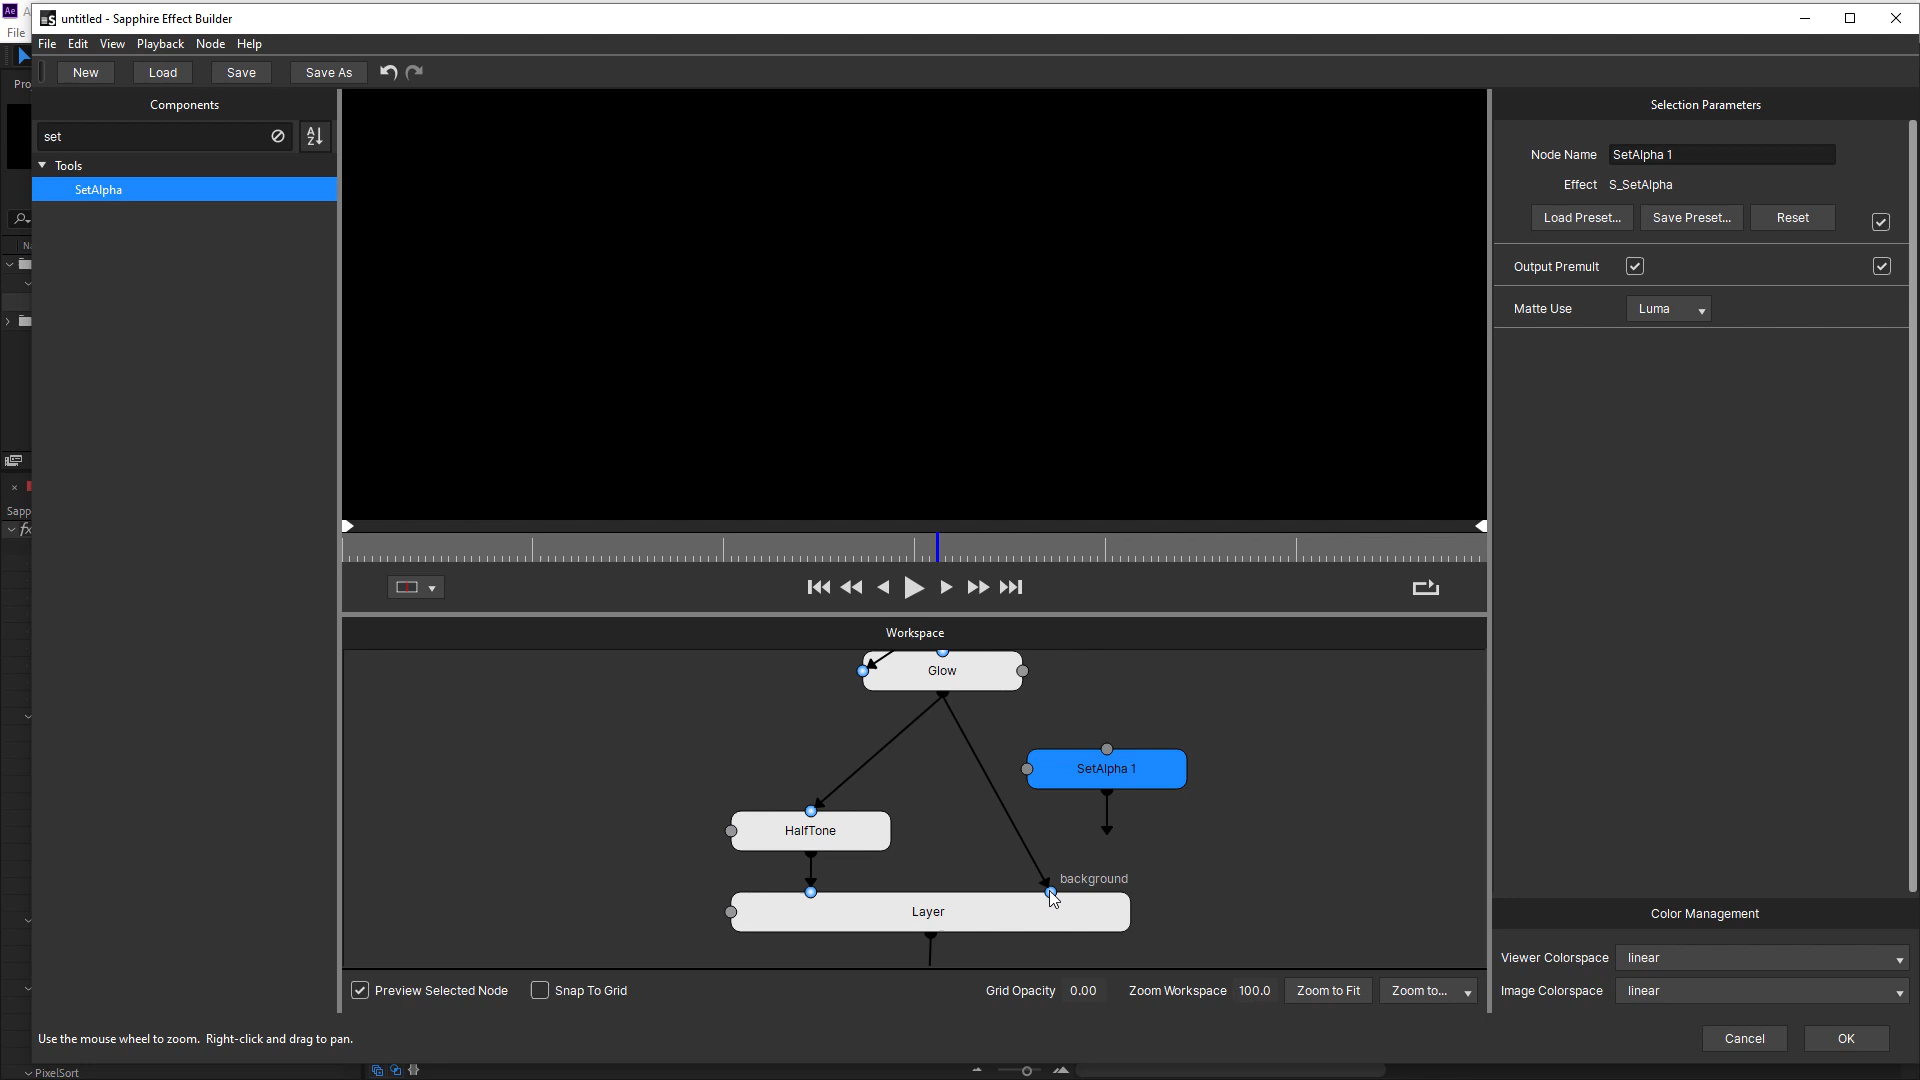 Ae
A
untitled - Sapphire Effect Builder
File
File Edit View Playback Node Help
New Load Save Save As
Components
Selection Parameters
set
A
Z
Tools
SetAlpha
Node Name SetAlpha 1
Effect S_SetAlpha
Load Preset... Save Preset... Reset
Output Premult
Matte Use Luma
Workspace
Glow
SetAlpha 1
HalfTone
background
Layer
Preview Selected Node Snap To Grid Grid Opacity 0.00 Zoom Workspace 100.0 Zoom to Fit Zoom to...
Color Management
Viewer Colorspace linear
Image Colorspace linear
Use the mouse wheel to zoom. Right-click and drag to pan.
Cancel OK
Sapp
fx
PixelSort